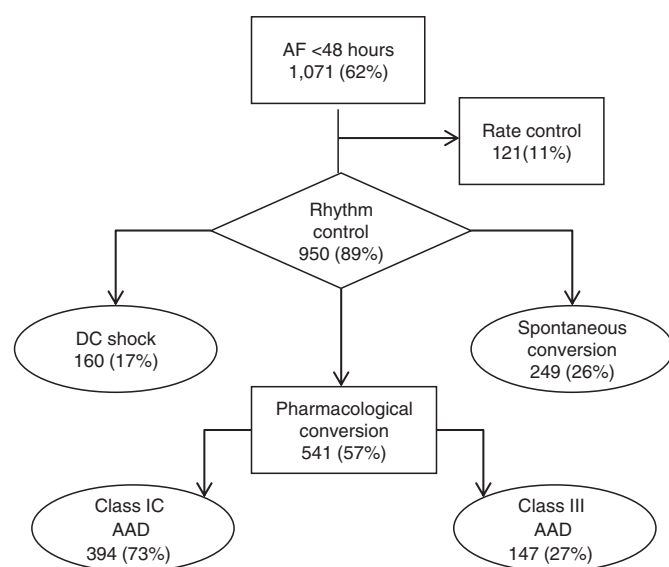 AF <48 hours
1,071 (62%)
Rate control
121(11%)
Rhythm
control
950 (89%)
DC shock
160 (17%)
Spontaneous
conversion
249 (26%)
Pharmacological
conversion
541 (57%)
Class IC
AAD
394 (73%)
Class III
AAD
147 (27%)